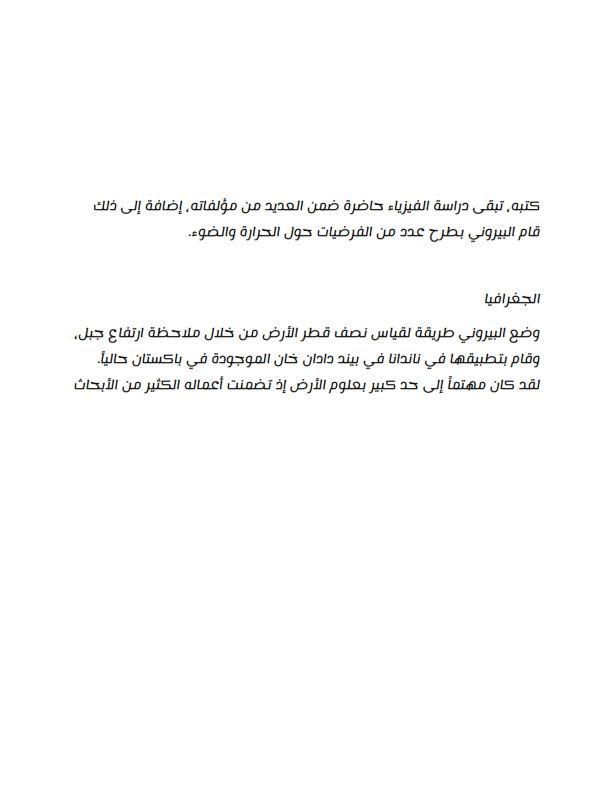 كتبه، تبقى دراسة الفيزياء حاضرة ضمن العديد من مؤلفاته، إضافة إلى ذلك
قام البيروني بطرح عدد من الفرضيات حول الحرارة والضوء.
الجغرافيا
وضع البيروني طريقة لقياس نصف قطر الأرض من خلال ملاحظة ارتفاع جبل،
وقام بتطبيقها في ناندانا في بيند دادان خان الموجودة في باكستان حالياً.
لقد كان مهتماً إلى حد كبير بعلوم الأرض إذ تضمنت أعماله الكثير من الأبحاث